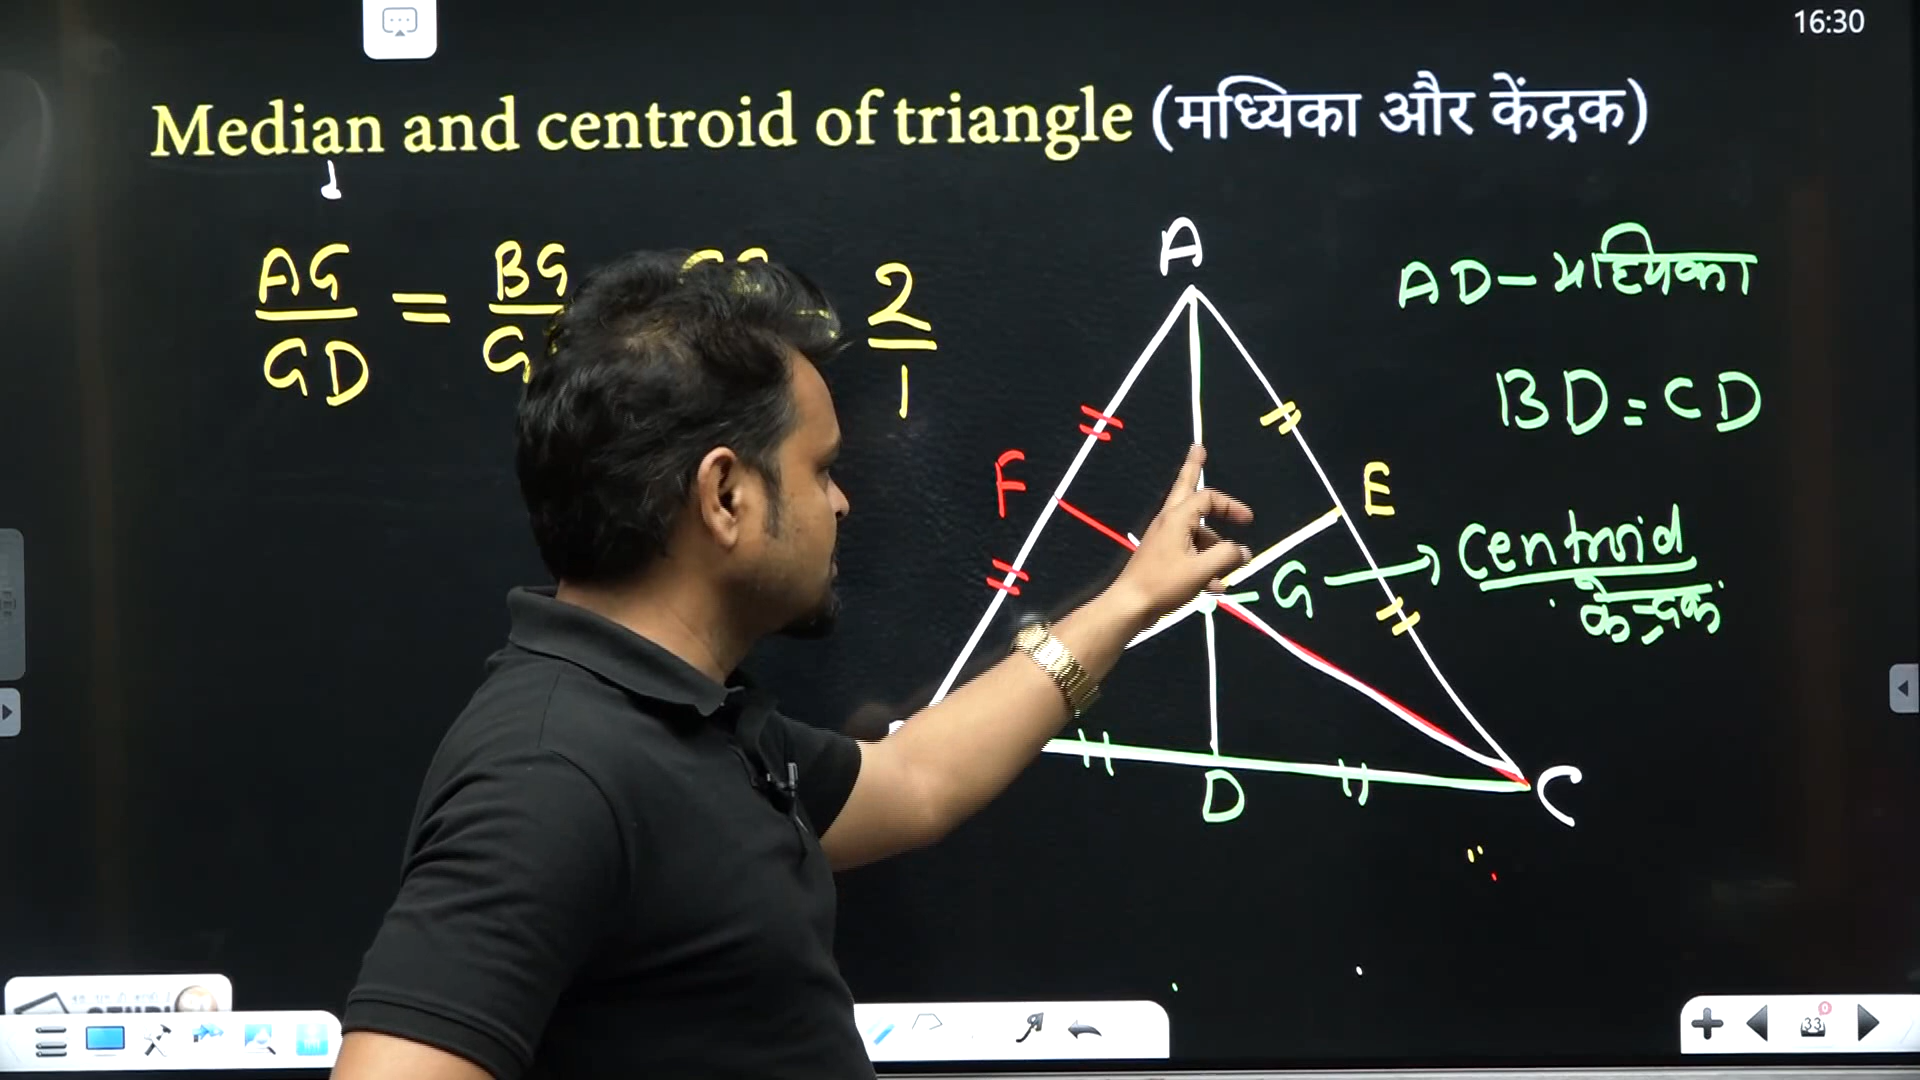 16:30
Median and centroid of triangle (मध्यिका और केंद्रक)
AG/GD = BG/G 2/1
A
AD - मध्यिका
BD = CD
F
E
G → Centroid
केन्द्रक
D
C
33